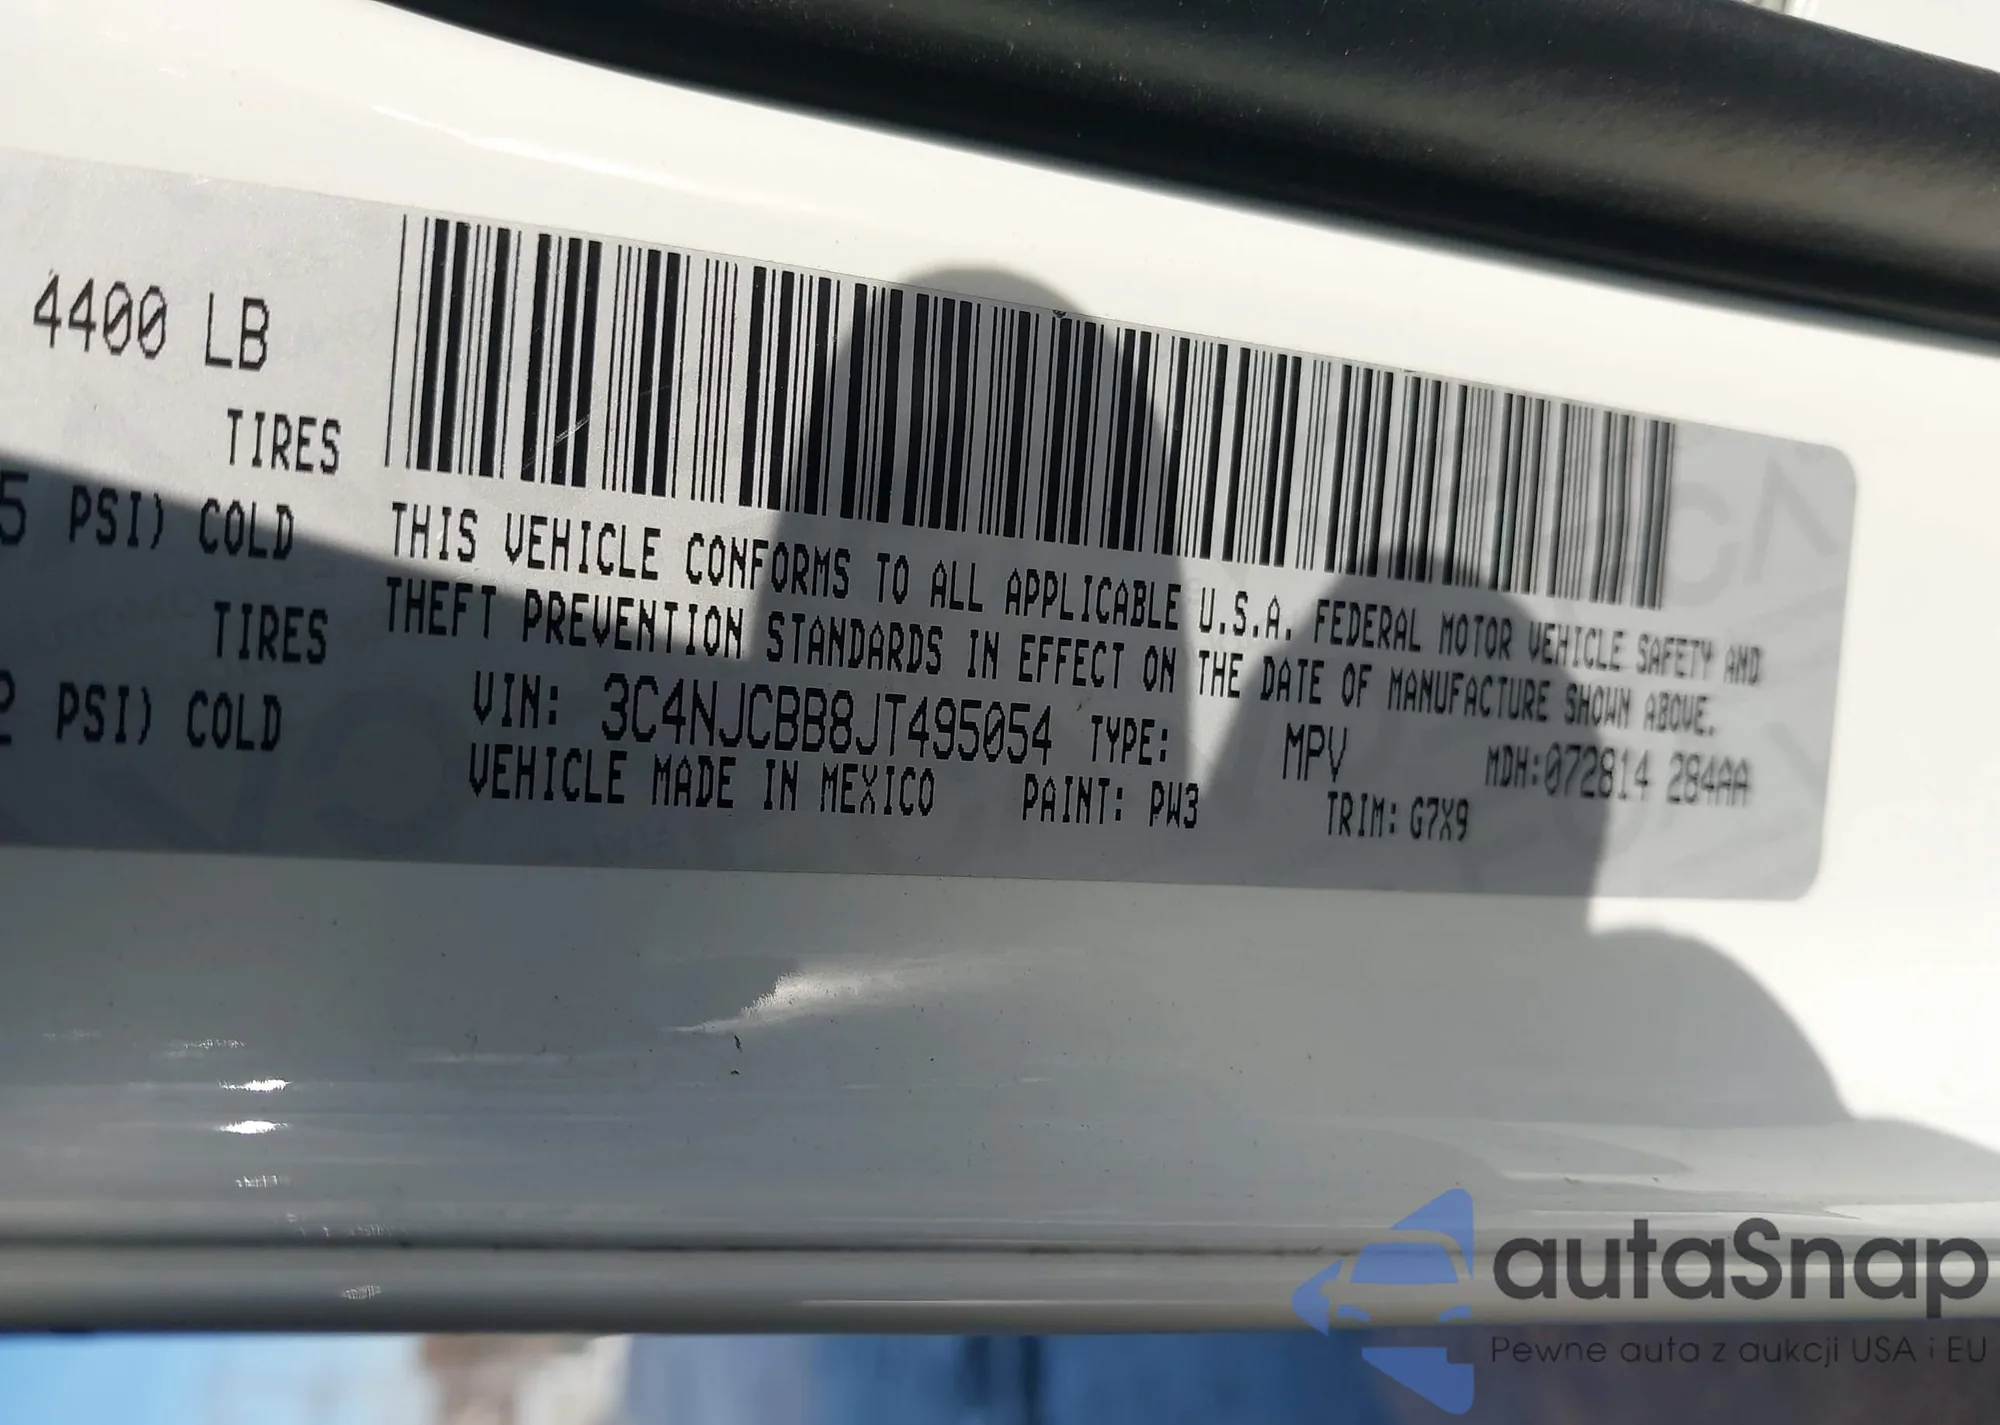 4400 LB
TIRES
5 PSI) COLD
TIRES
2 PSI) COLD
THIS VEHICLE CONFORMS TO ALL APPLICABLE U.S.A. FEDERAL MOTOR VEHICLE SAFETY AND
THEFT PREVENTION STANDARDS IN EFFECT ON THE DATE OF MANUFACTURE SHOWN ABOVE.
VIN: 3C4NJCBB8JT495054 TYPE: MPV MDH:072814 284AA
VEHICLE MADE IN MEXICO PAINT: PW3 TRIM: G7X9
autaSnap
Pewne auta z aukcji USA i EU